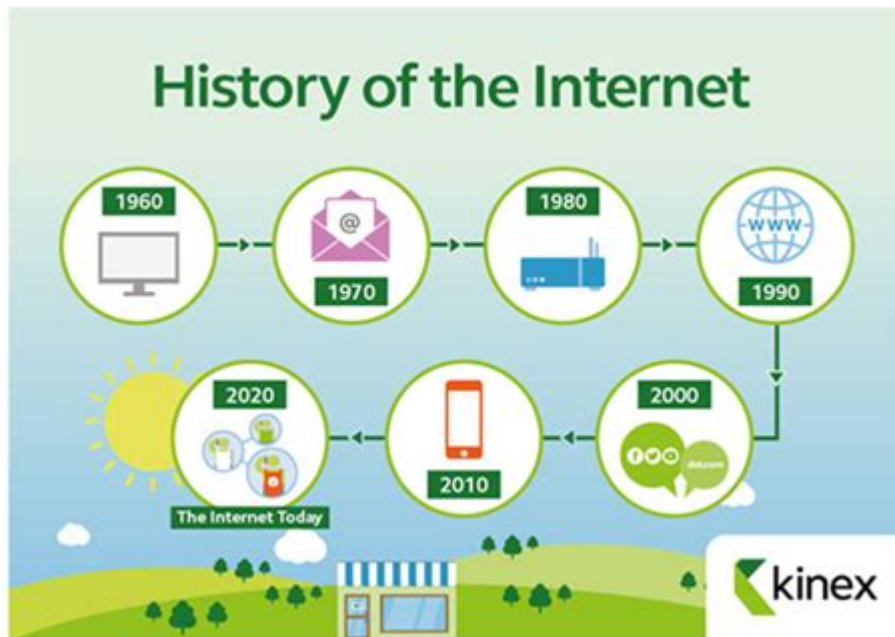 History of the Internet
1960
@
1970
1980
WWW
1990
2000
2010
2020
The Internet Today
kinex